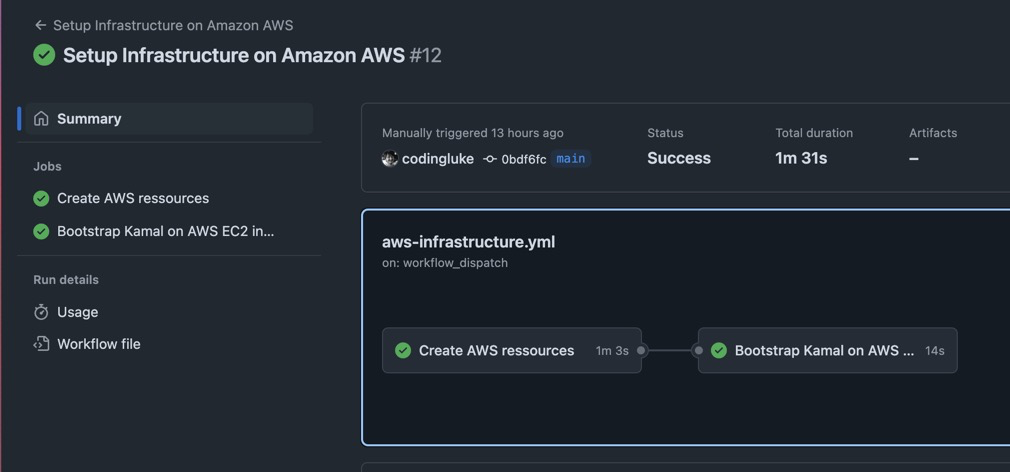 Setup Infrastructure on Amazon AWS
Setup Infrastructure on Amazon AWS #12
Summary
Jobs
Create AWS ressources
Bootstrap Kamal on AWS EC2 in...
Run details
Usage
Workflow file
Manually triggered 13 hours ago
codingluke 0bdf6fc main
Status
Success
Total duration
1m 31s
Artifacts
–
aws-infrastructure.yml
on: workflow_dispatch
Create AWS ressources 1m 3s
Bootstrap Kamal on AWS ... 14s